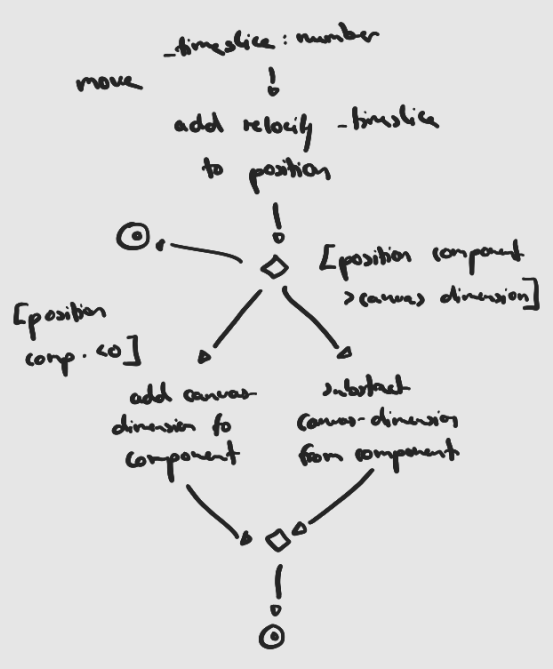 _timeslice : number
move
add velocity _timeslice
to position
[position component
>canvas dimension]
[position
comp. <0]
add canvas-
dimension to
component
substract
canvas-dimension
from component